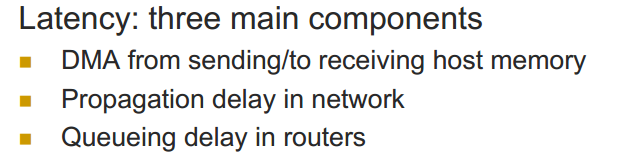 Latency: three main components
DMA from sending/to receiving host memory
Propagation delay in network
Queueing delay in routers